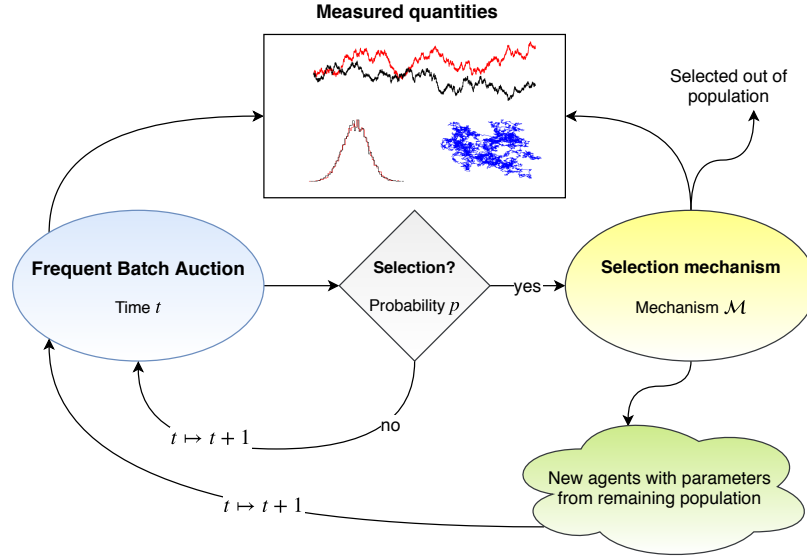 Measured quantities
Selected out of
population
Frequent Batch Auction
Time t
Selection?
Probability p
yes
Selection mechanism
Mechanism ℳ
no
t ↦ t + 1
New agents with parameters
from remaining population
t ↦ t + 1